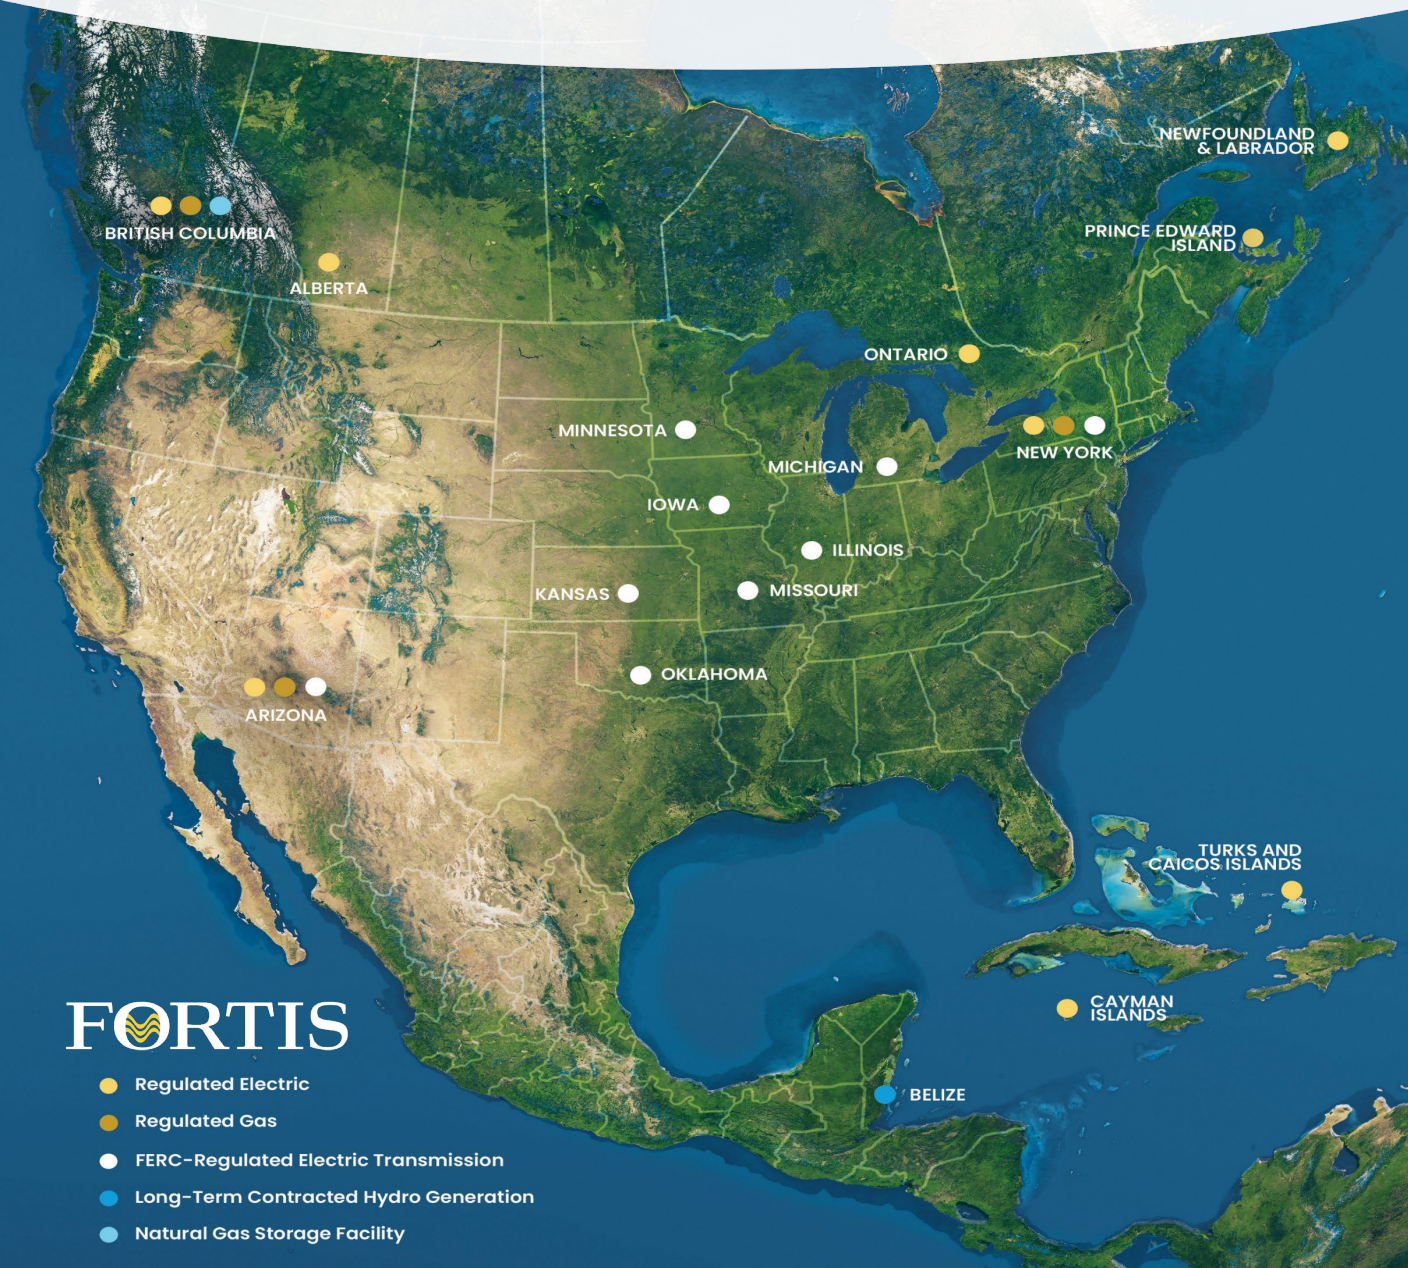 NEWFOUNDLAND
& LABRADOR
BRITISH COLUMBIA
PRINCE EDWARD
ISLAND
ALBERTA
ONTARIO
MINNESOTA
NEW YORK
MICHIGAN
IOWA
ILLINOIS
KANSAS
MISSOURI
OKLAHOMA
ARIZONA
TURKS AND
CAICOS ISLANDS
CAYMAN
ISLANDS
BELIZE
FORTIS
Regulated Electric
Regulated Gas
FERC-Regulated Electric Transmission
Long-Term Contracted Hydro Generation
Natural Gas Storage Facility